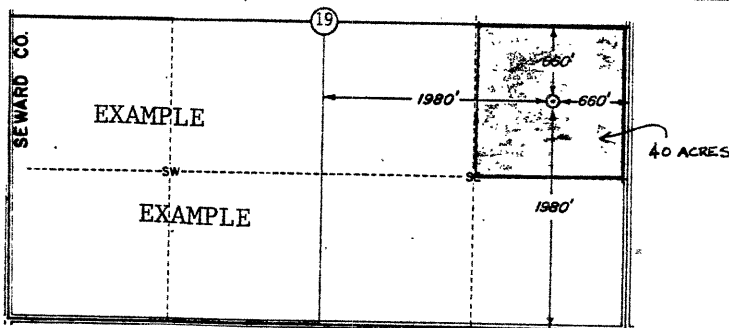 19
SEWARD CO.
660'
1980'
660'
EXAMPLE
40 ACRES
SW
SE
EXAMPLE
1980'